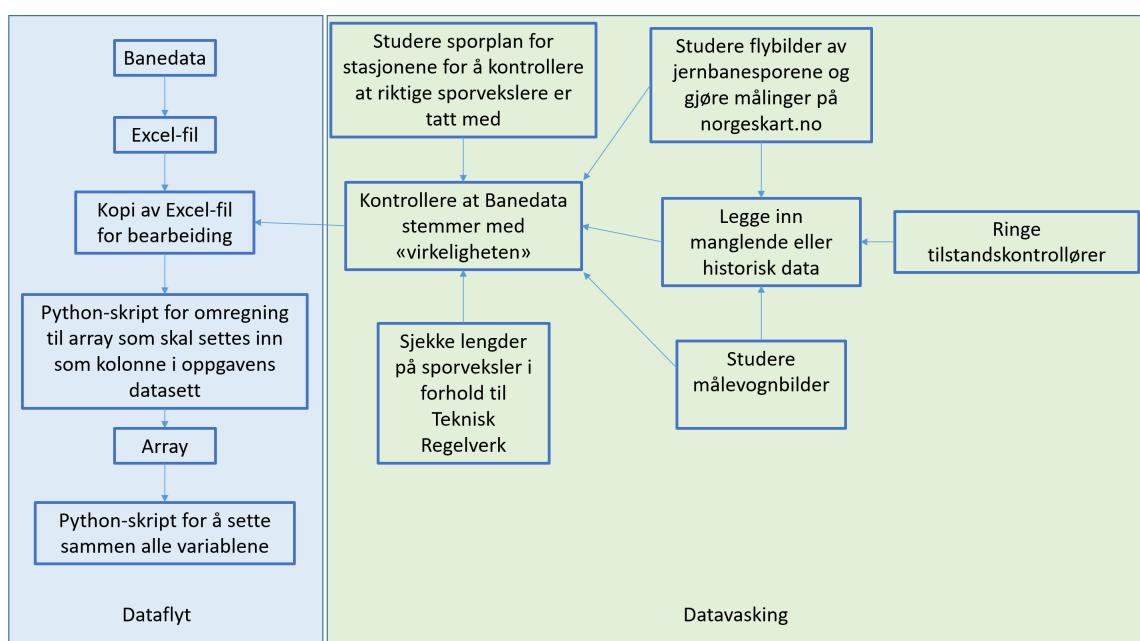 Banedata
Excel-fil
Kopi av Excel-fil
for bearbeiding
Python-skript for omregning
til array som skal settes inn
som kolonne i oppgavens
datasett
Array
Python-skript for å sette
sammen alle variablene
Dataflyt
Studere sporplan for
stasjonene for å kontrollere
at riktige sporvekslere er
tatt med
Studere flybilder av
jernbanesporene og
gjøre målinger på
norgeskart.no
Kontrollere at Banedata
stemmer med
«virkeligheten»
Legge inn
manglende eller
historisk data
Ringe
tilstandskontrollører
Sjekke lengder
på sporveksler i
forhold til
Teknisk
Regelverk
Studere
målevognbilder
Datavasking